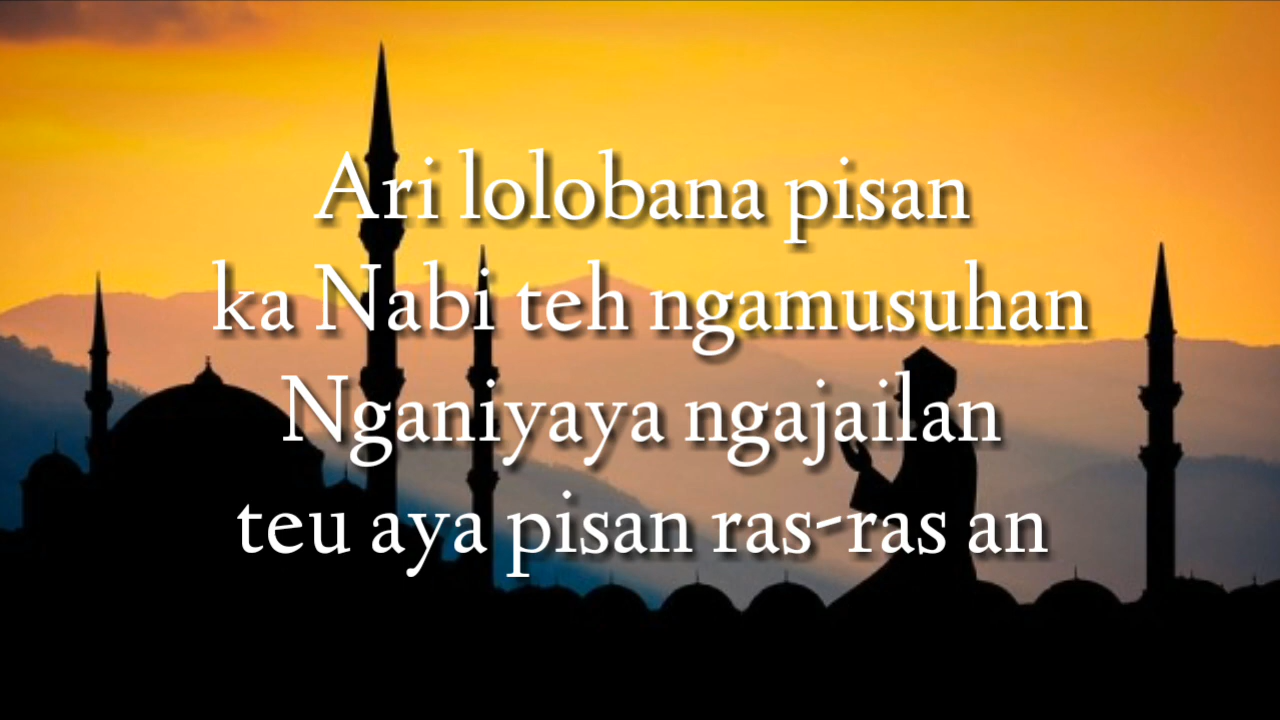 Ari lolobana pisan
ka Nabi teh ngamusuhan
Nganiyaya ngajailan
teu aya pisan ras-ras an